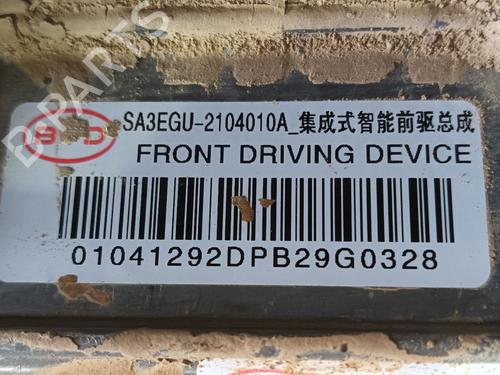 BYD
SA3EGU-2104010A_集成式智能前驱总成
FRONT DRIVING DEVICE
01041292DPB29G0328
B-PARTS